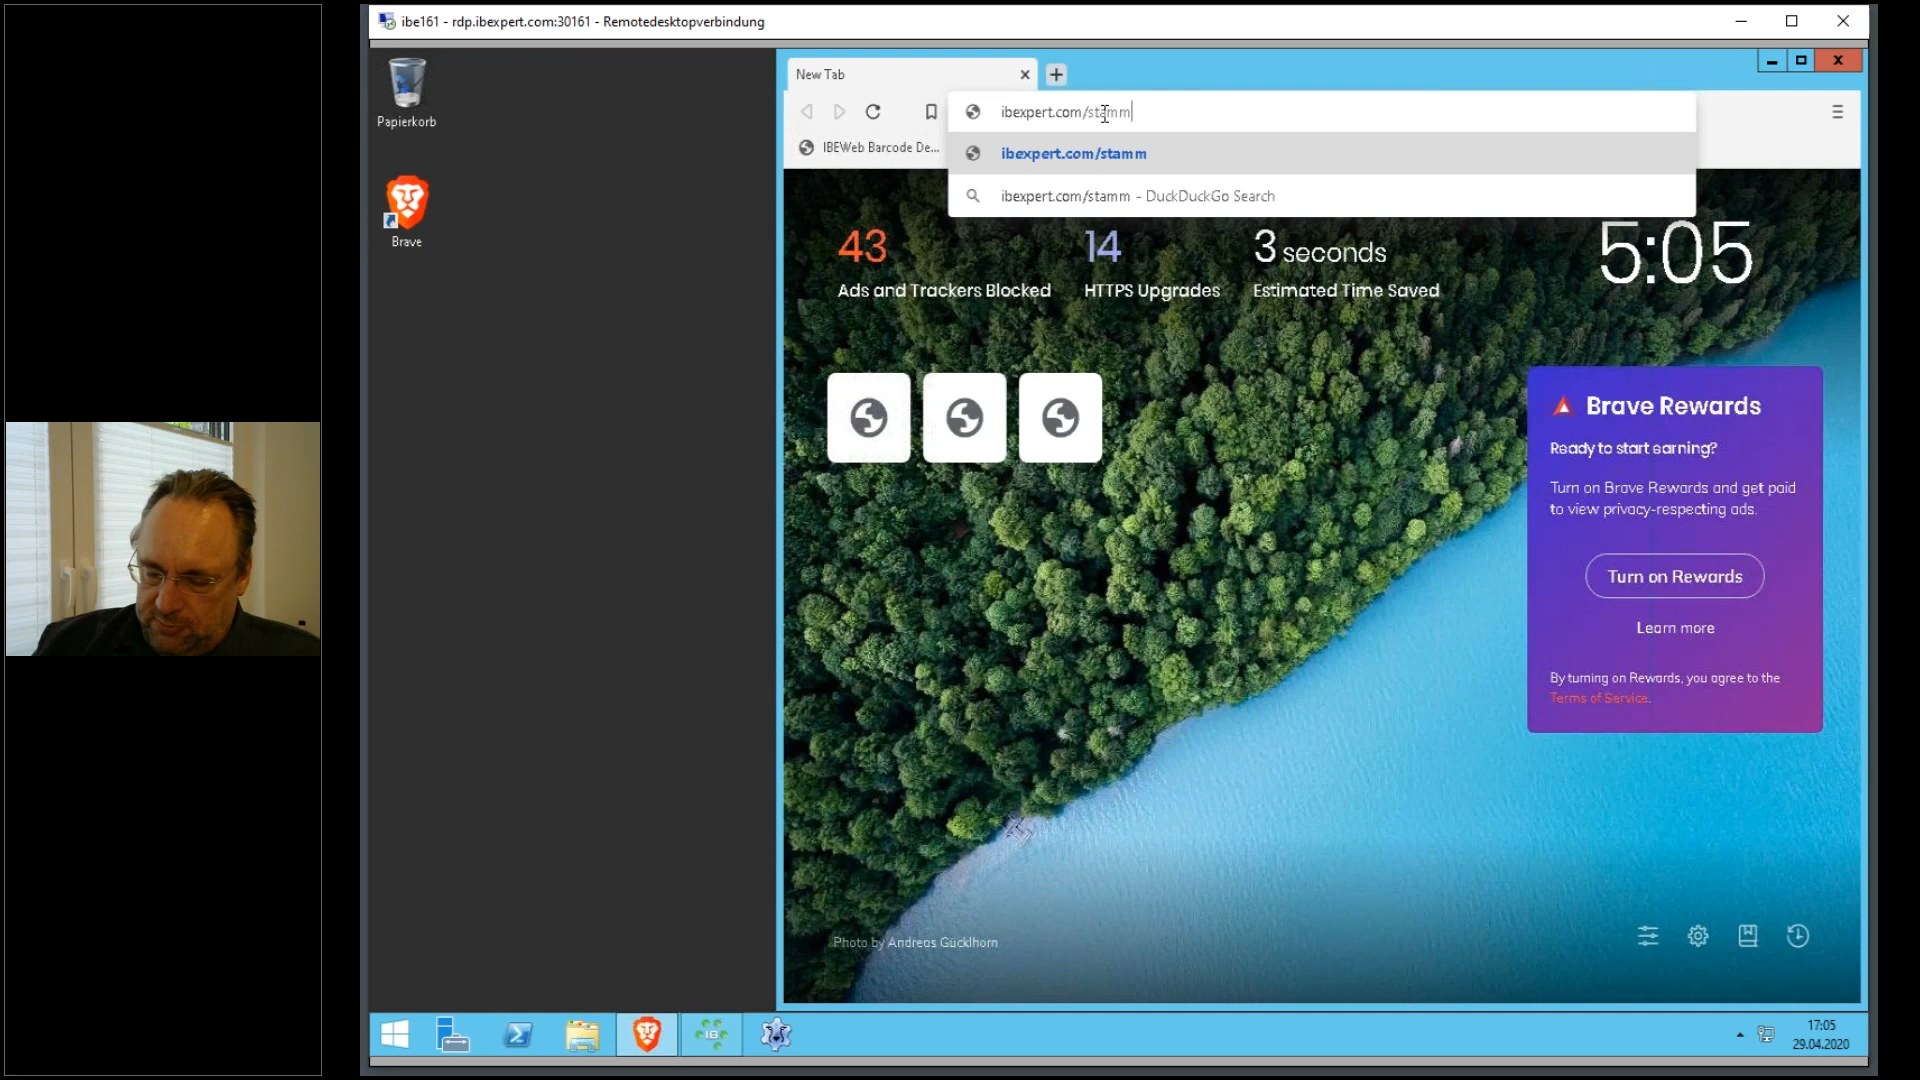 ibe161 - rdp.ibexpert.com:30161 - Remotedesktopverbindung
Papierkorb
Brave
New Tab
ibexpert.com/stamm
IBEWeb Barcode De...
ibexpert.com/stamm
ibexpert.com/stamm - DuckDuckGo Search
43
Ads and Trackers Blocked
14
HTTPS Upgrades
3 seconds
Estimated Time Saved
5:05
Brave Rewards
Ready to start earning?
Turn on Brave Rewards and get paid
to view privacy-respecting ads.
Turn on Rewards
Learn more
By turning on Rewards, you agree to the
Terms of Service.
Photo by Andreas Gücklhorn
IB
17:05
29.04.2020